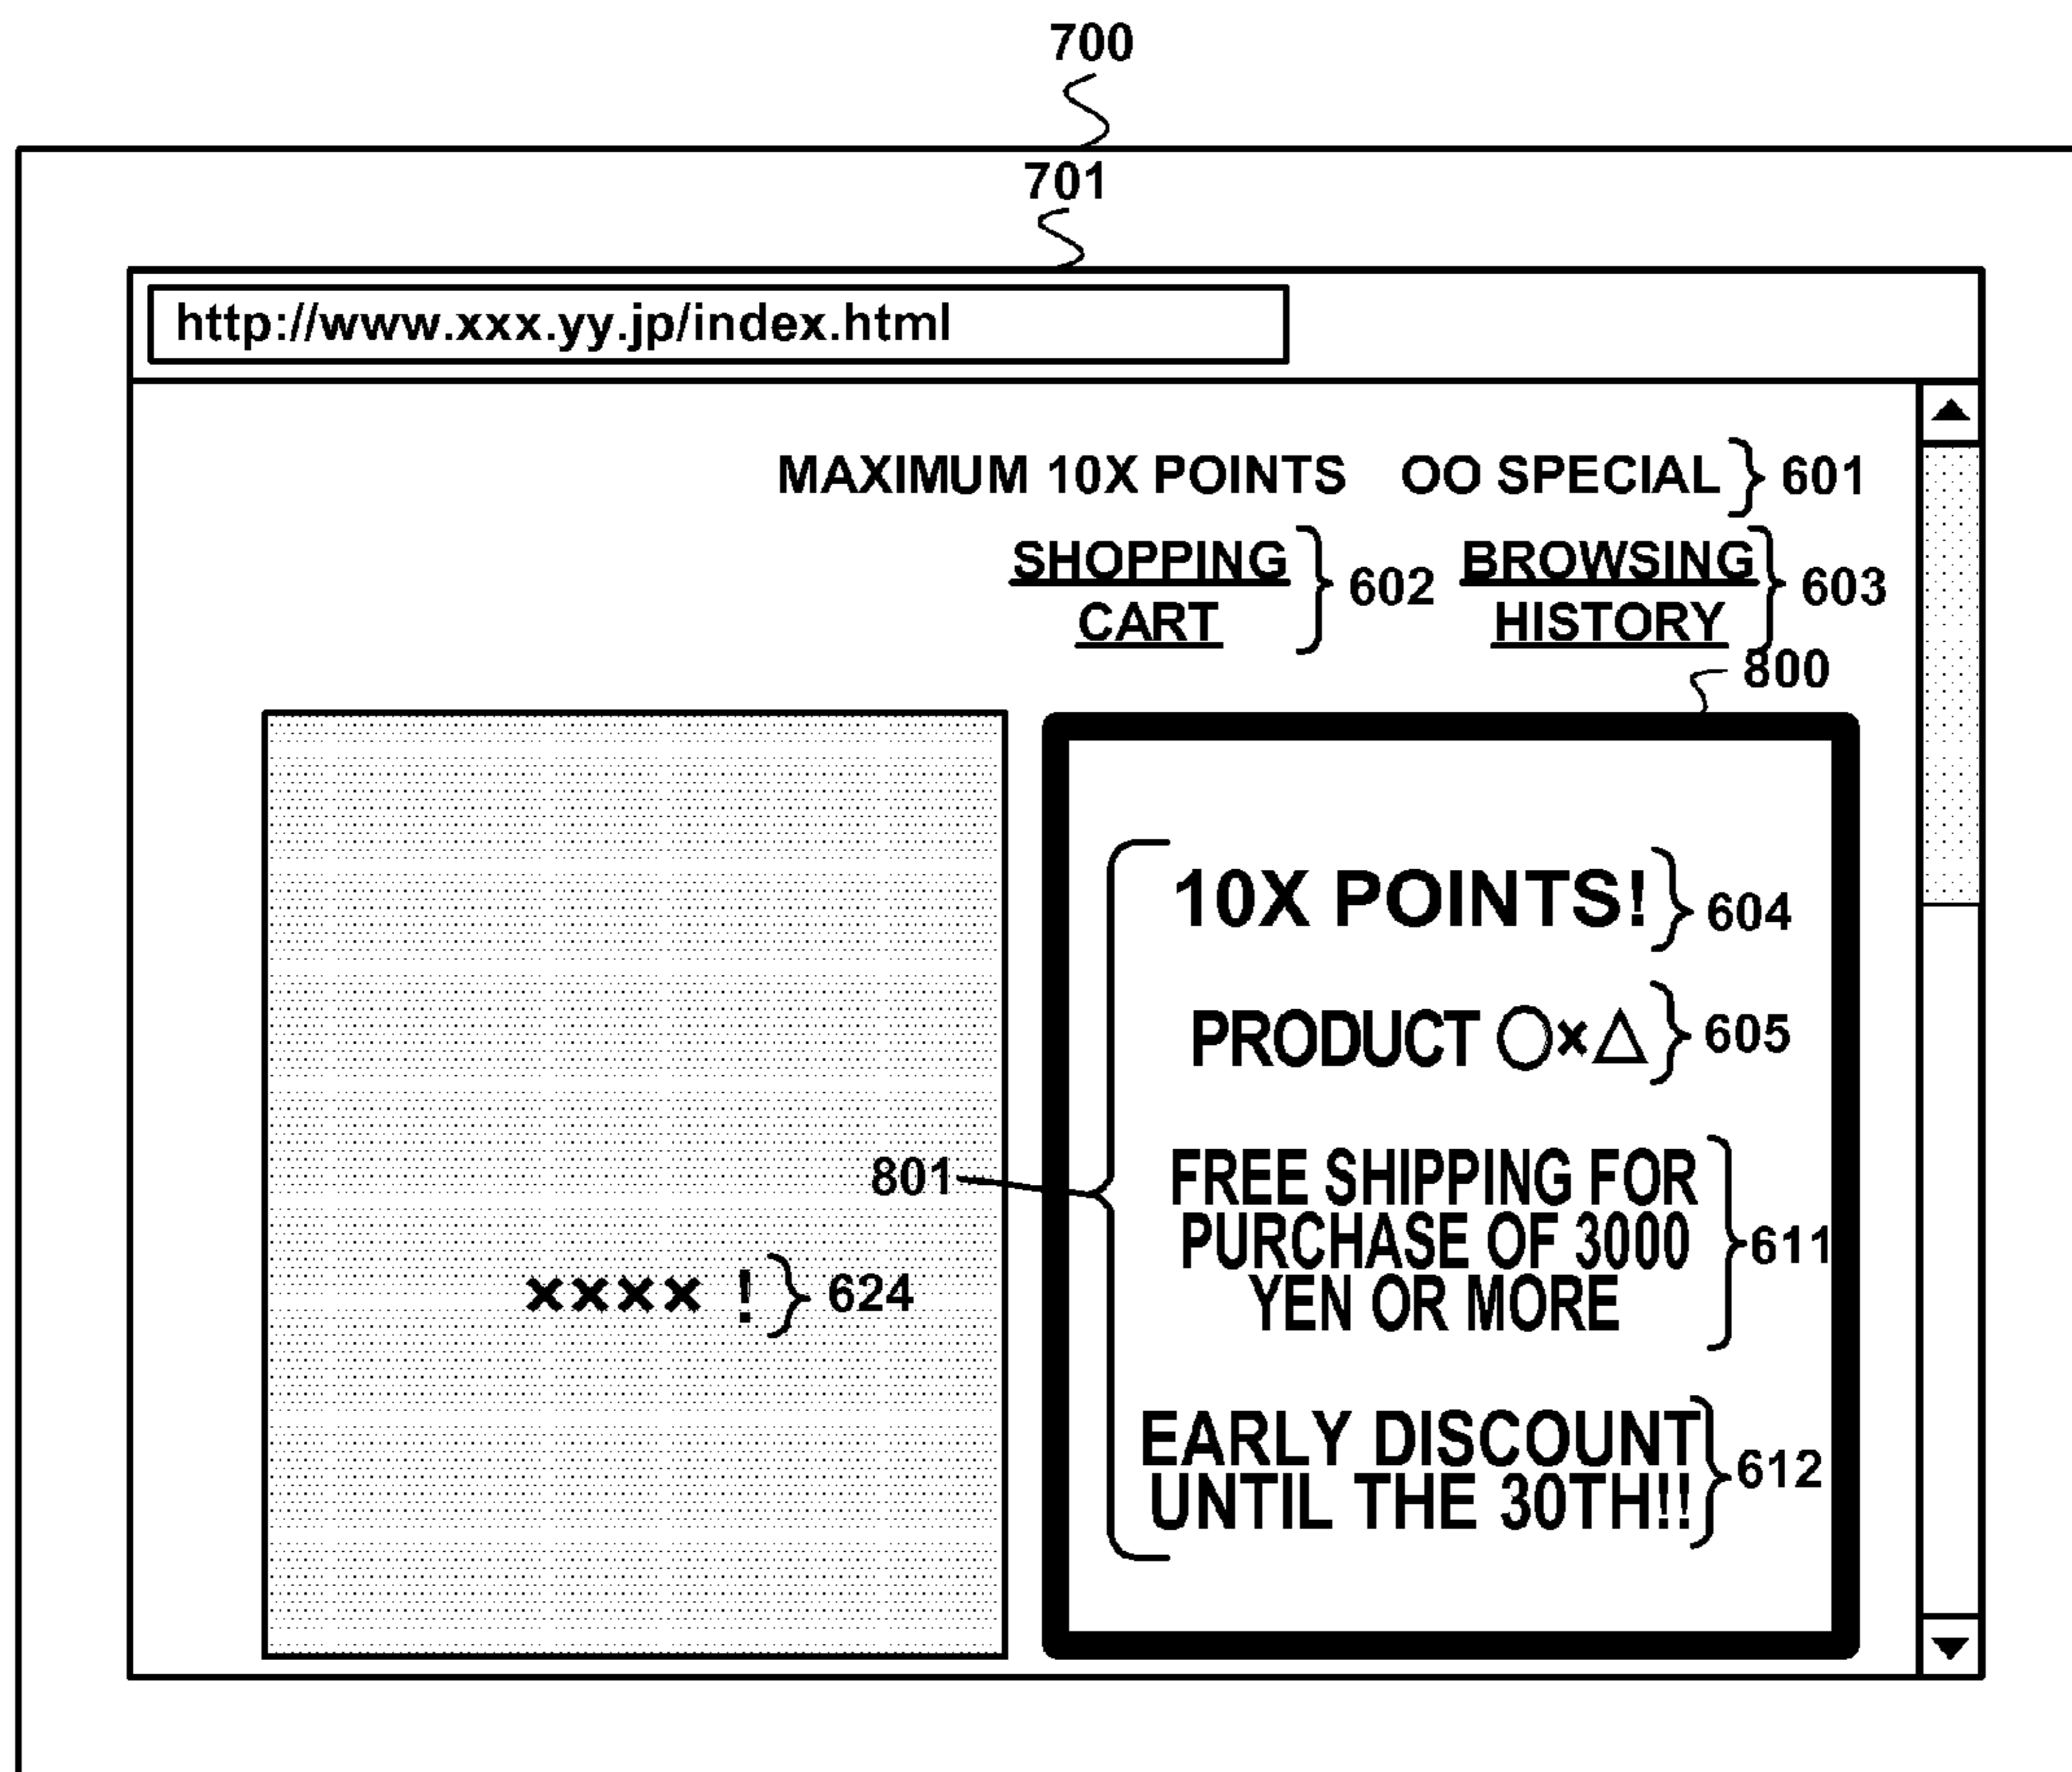 700
701
http://www.xxx.yy.jp/index.html
MAXIMUM 10X POINTS OO SPECIAL 601
SHOPPING CART 602
BROWSING HISTORY 603
800
10X POINTS! 604
PRODUCT ○×△ 605
801
FREE SHIPPING FOR
PURCHASE OF 3000
YEN OR MORE
611
×××× ! 624
EARLY DISCOUNT
UNTIL THE 30TH!!
612